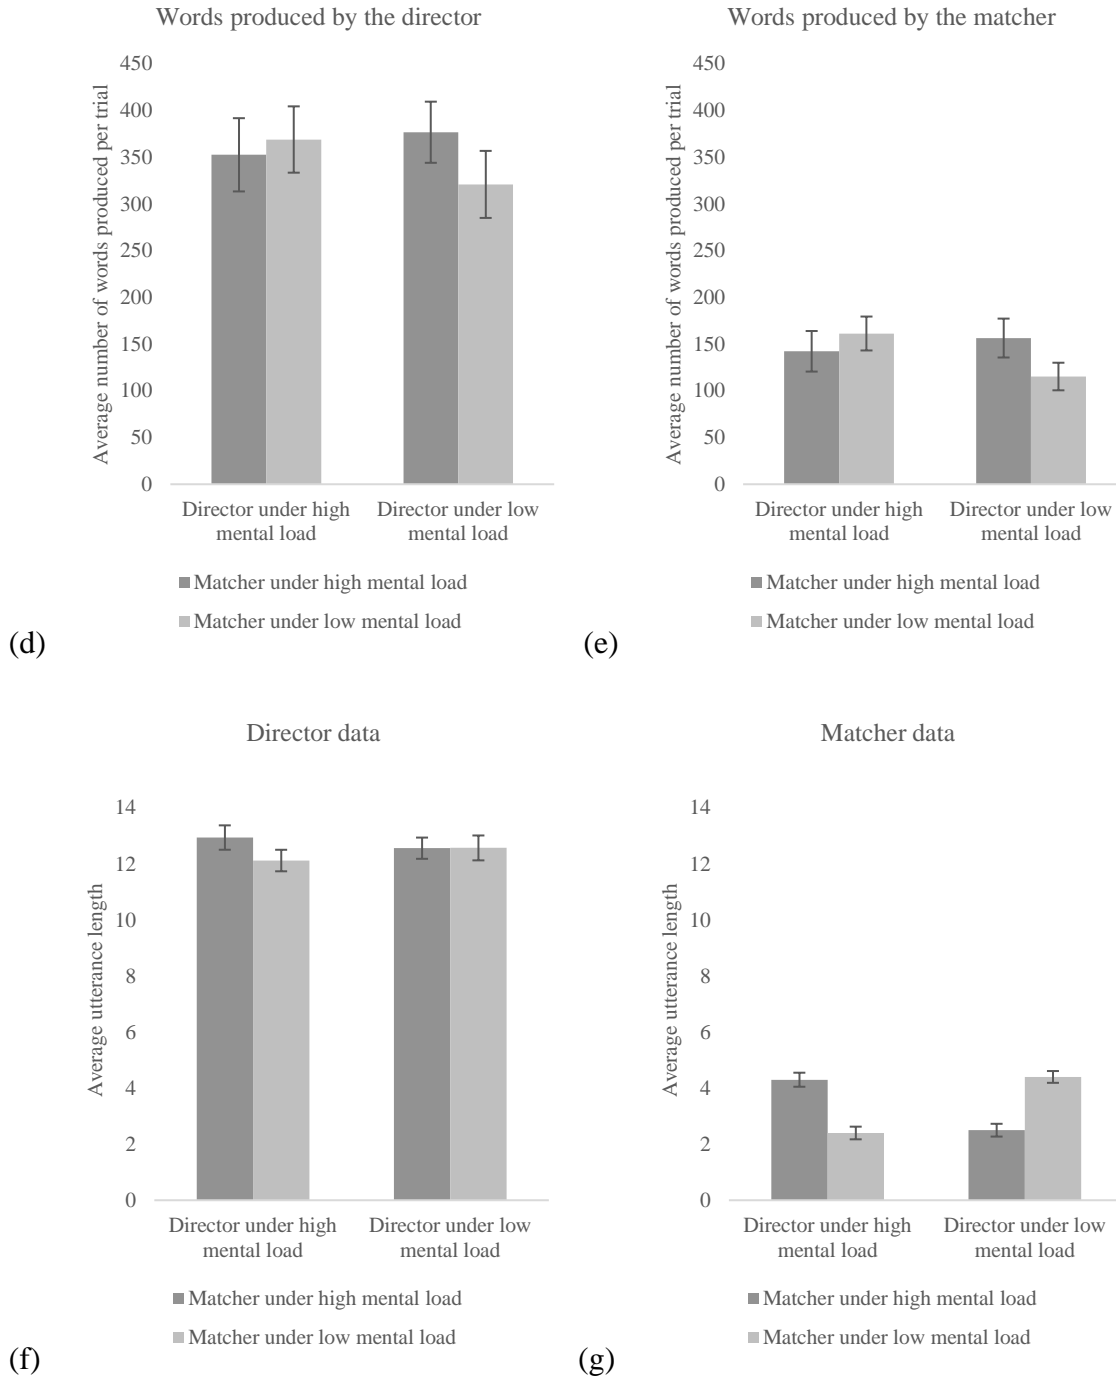 Words produced by the director
Average number of words produced per trial
450
400
350
300
250
200
150
100
50
0
Director under high
mental load
Director under low
mental load
Matcher under high mental load
Matcher under low mental load
(d)
Words produced by the matcher
Average number of words produced per trial
450
400
350
300
250
200
150
100
50
0
Director under high
mental load
Director under low
mental load
Matcher under high mental load
Matcher under low mental load
(e)
Director data
Average utterance length
14
12
10
8
6
4
2
0
Director under high
mental load
Director under low
mental load
Matcher under high mental load
Matcher under low mental load
(f)
Matcher data
Average utterance length
14
12
10
8
6
4
2
0
Director under high
mental load
Director under low
mental load
Matcher under high mental load
Matcher under low mental load
(g)